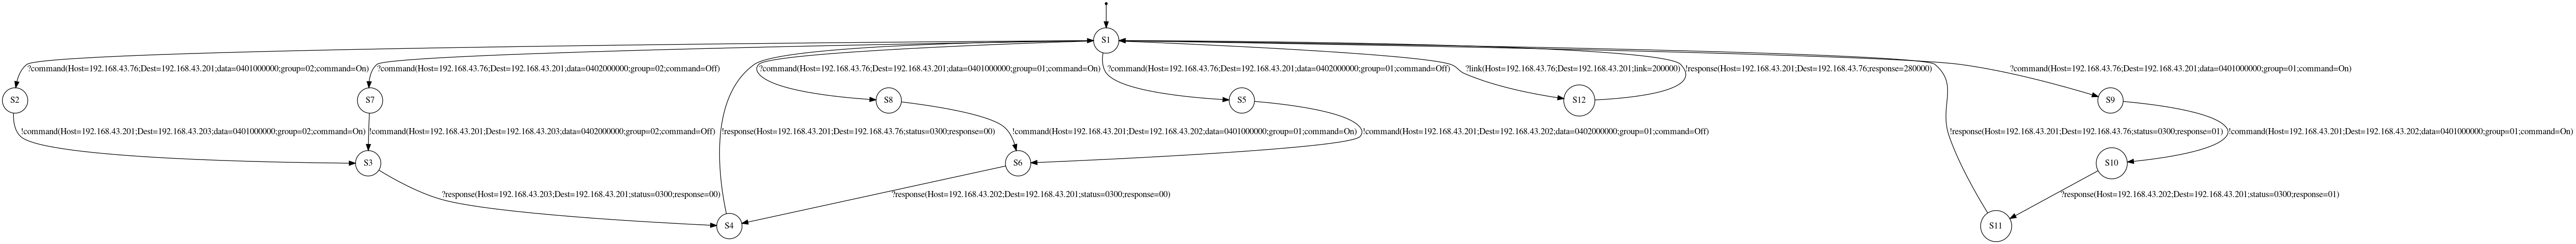 S1
?command(Host=192.168.43.76;Dest=192.168.43.201;data=0401000000;group=02;command=On)
?command(Host=192.168.43.76;Dest=192.168.43.201;data=0402000000;group=02;command=Off)
?command(Host=192.168.43.76;Dest=192.168.43.201;data=0401000000;group=01;command=On)
?command(Host=192.168.43.76;Dest=192.168.43.201;data=0402000000;group=01;command=Off)
?link(Host=192.168.43.76;Dest=192.168.43.201;link=200000)
!response(Host=192.168.43.201;Dest=192.168.43.76;response=280000)
?command(Host=192.168.43.76;Dest=192.168.43.201;data=0401000000;group=01;command=On)
S2
S7
S8
S5
S12
S9
!command(Host=192.168.43.201;Dest=192.168.43.203;data=0401000000;group=02;command=On)
!command(Host=192.168.43.201;Dest=192.168.43.203;data=0402000000;group=02;command=Off)
!response(Host=192.168.43.201;Dest=192.168.43.76;status=0300;response=00)
!command(Host=192.168.43.201;Dest=192.168.43.202;data=0401000000;group=01;command=On)
!command(Host=192.168.43.201;Dest=192.168.43.202;data=0402000000;group=01;command=Off)
!response(Host=192.168.43.201;Dest=192.168.43.76;status=0300;response=01)
!command(Host=192.168.43.201;Dest=192.168.43.202;data=0401000000;group=01;command=On)
S3
S6
S10
?response(Host=192.168.43.203;Dest=192.168.43.201;status=0300;response=00)
?response(Host=192.168.43.202;Dest=192.168.43.201;status=0300;response=00)
?response(Host=192.168.43.202;Dest=192.168.43.201;status=0300;response=01)
S4
S11